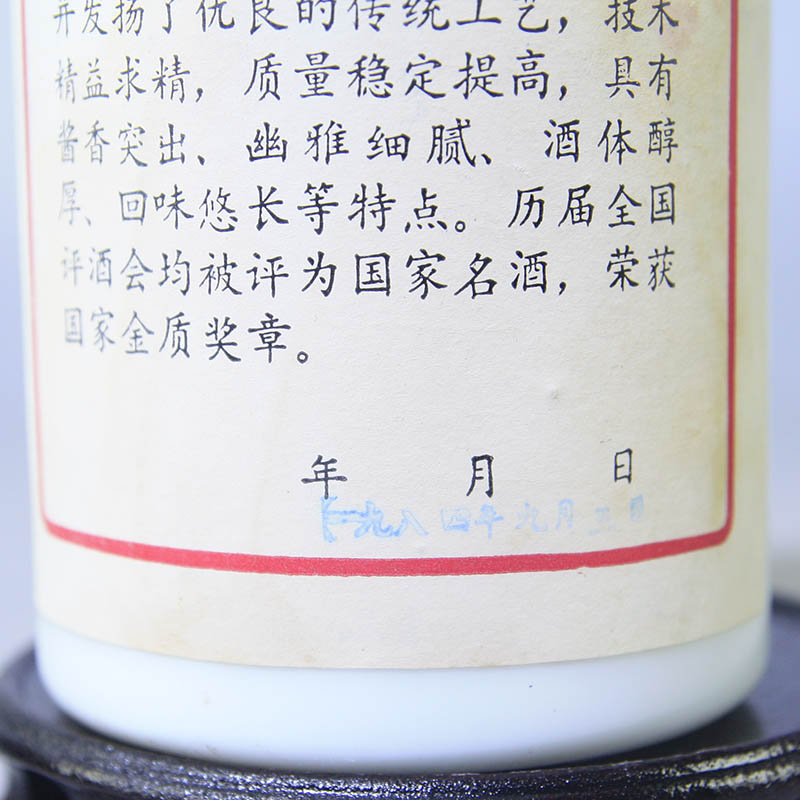 并发扬了优良的传统工艺，技术
精益求精，质量稳定提高，具有
酱香突出、幽雅细腻、酒体醇
厚、回味悠长等特点。历届全国
评酒会均被评为国家名酒，荣获
国家金质奖章。
年 月 日
一九八四年九月五日